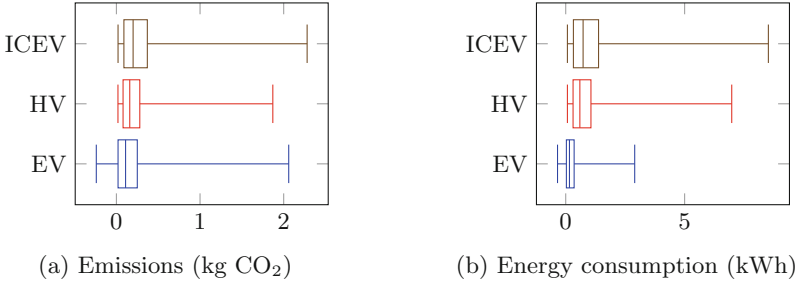 ICEV
HV
EV
0 1 2
(a) Emissions (kg CO₂)
ICEV
HV
EV
0 5
(b) Energy consumption (kWh)